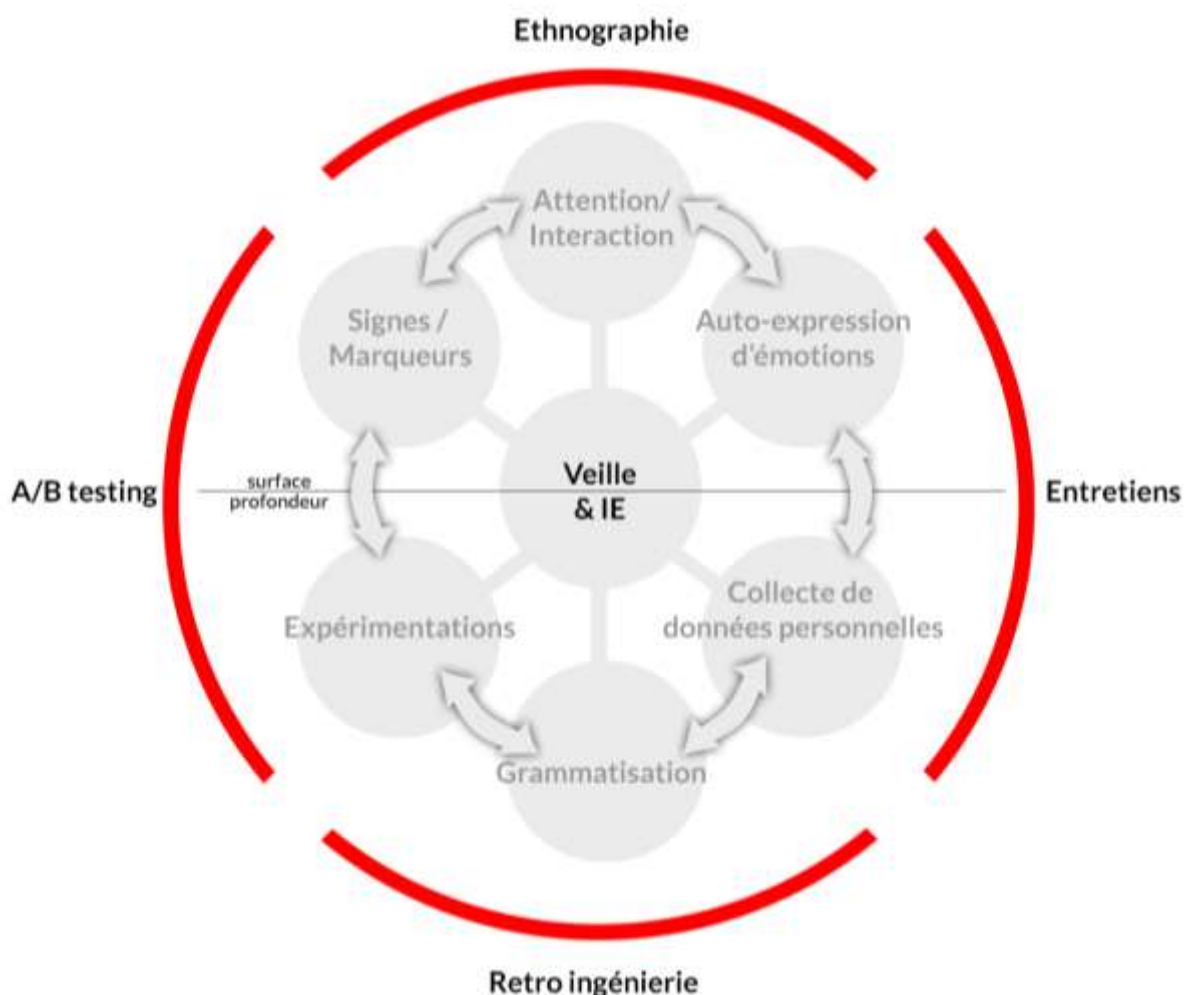 Ethnographie
Attention/
Interaction
Signes /
Marqueurs
Auto-expression
d'émotions
A/B testing
surface
profondeur
Veille
& IE
Entretiens
Expérimentations
Collecte de
données personnelles
Grammatisation
Retro ingénierie